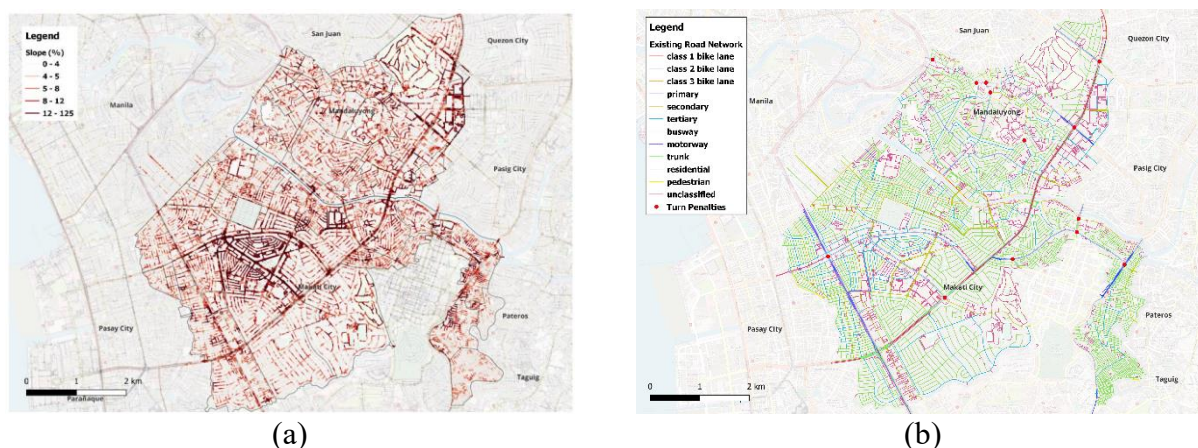 Legend
Slope (%)
0 - 4
4 - 5
5 - 8
8 - 12
12 - 125
San Juan
Quezon City
Manila
Mandaluyong
Pasig City
Makati City
Pasay City
Pateros
Taguig
Parañaque
0 1 2 km
(a)
Legend
Existing Road Network
class 1 bike lane
class 2 bike lane
class 3 bike lane
primary
secondary
tertiary
busway
motorway
trunk
residential
pedestrian
unclassified
Turn Penalties
San Juan
Quezon City
Manila
Mandaluyong
Pasig City
Makati City
Pasay City
Pateros
Taguig
0 1 2 km
(b)